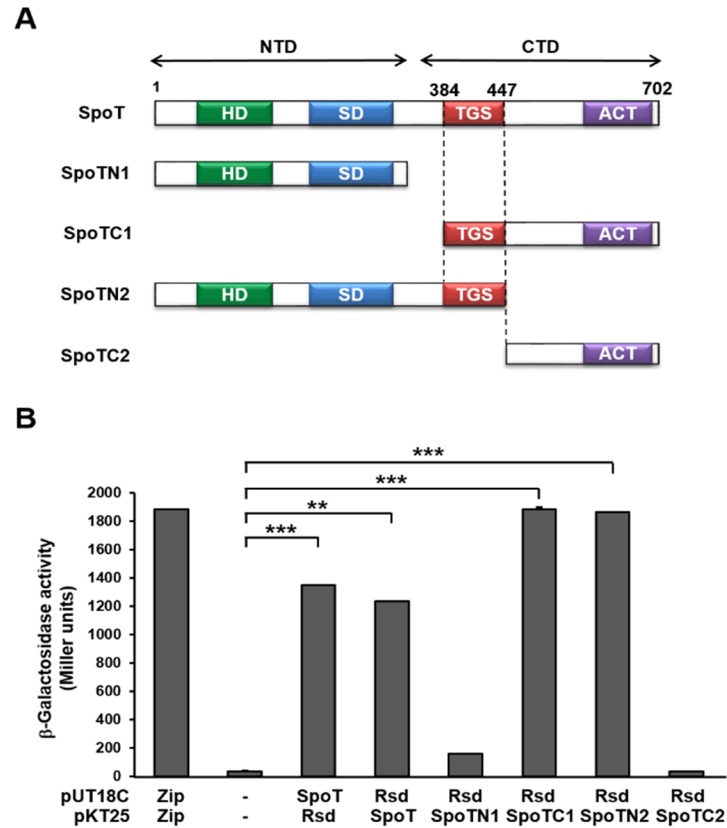 A
NTD CTD
1 384 447 702
SpoT HD SD TGS ACT
SpoTN1 HD SD
SpoTC1 TGS ACT
SpoTN2 HD SD TGS
SpoTC2 ACT
B
***
***
**
***
β-Galactosidase activity
(Miller units)
2000
1800
1600
1400
1200
1000
800
600
400
200
0
pUT18C Zip - SpoT Rsd Rsd Rsd Rsd Rsd
pKT25 Zip - Rsd SpoT SpoTN1 SpoTC1 SpoTN2 SpoTC2